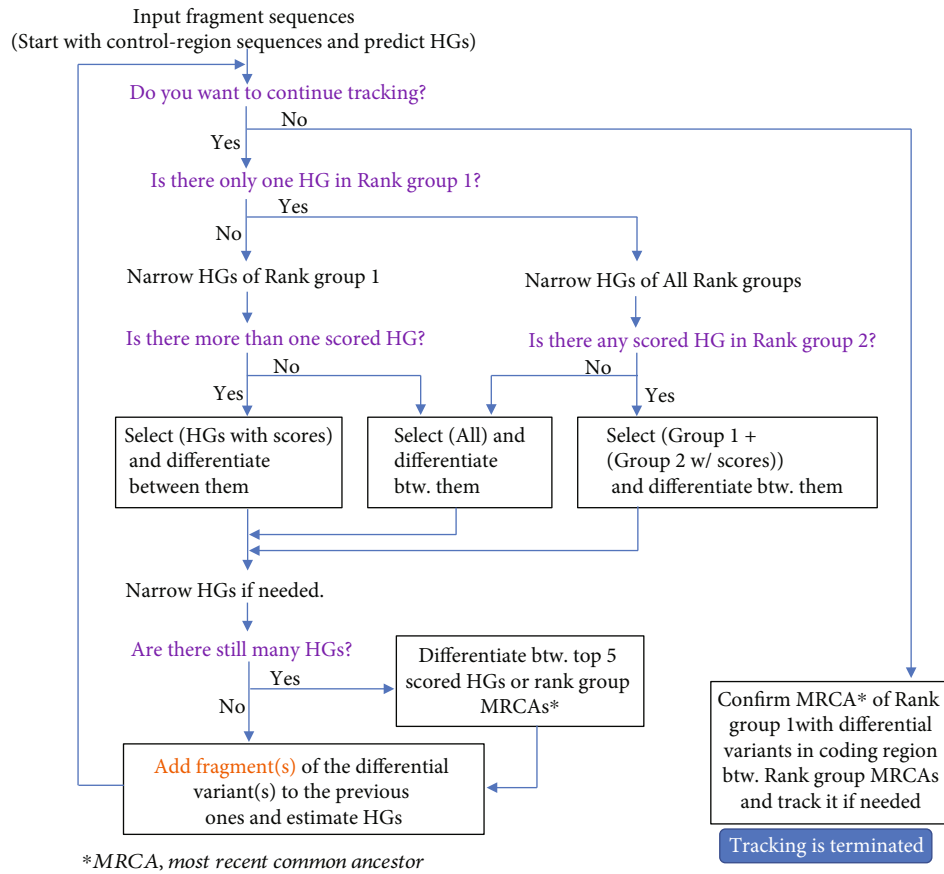 Input fragment sequences
(Start with control-region sequences and predict HGs)
Do you want to continue tracking?
No
Yes
Is there only one HG in Rank group 1?
Yes
No
Narrow HGs of Rank group 1
Narrow HGs of All Rank groups
Is there more than one scored HG?
Is there any scored HG in Rank group 2?
No
No
Yes
Yes
Select (HGs with scores)
and differentiate
between them
Select (All) and
differentiate
btw. them
Select (Group 1 +
(Group 2 w/ scores))
and differentiate btw. them
Narrow HGs if needed.
Are there still many HGs?
Yes
No
Differentiate btw. top 5
scored HGs or rank group
MRCAs*
Add fragment(s) of the differential
variant(s) to the previous
ones and estimate HGs
Confirm MRCA* of Rank
group 1with differential
variants in coding region
btw. Rank group MRCAs
and track it if needed
Tracking is terminated
*MRCA, most recent common ancestor